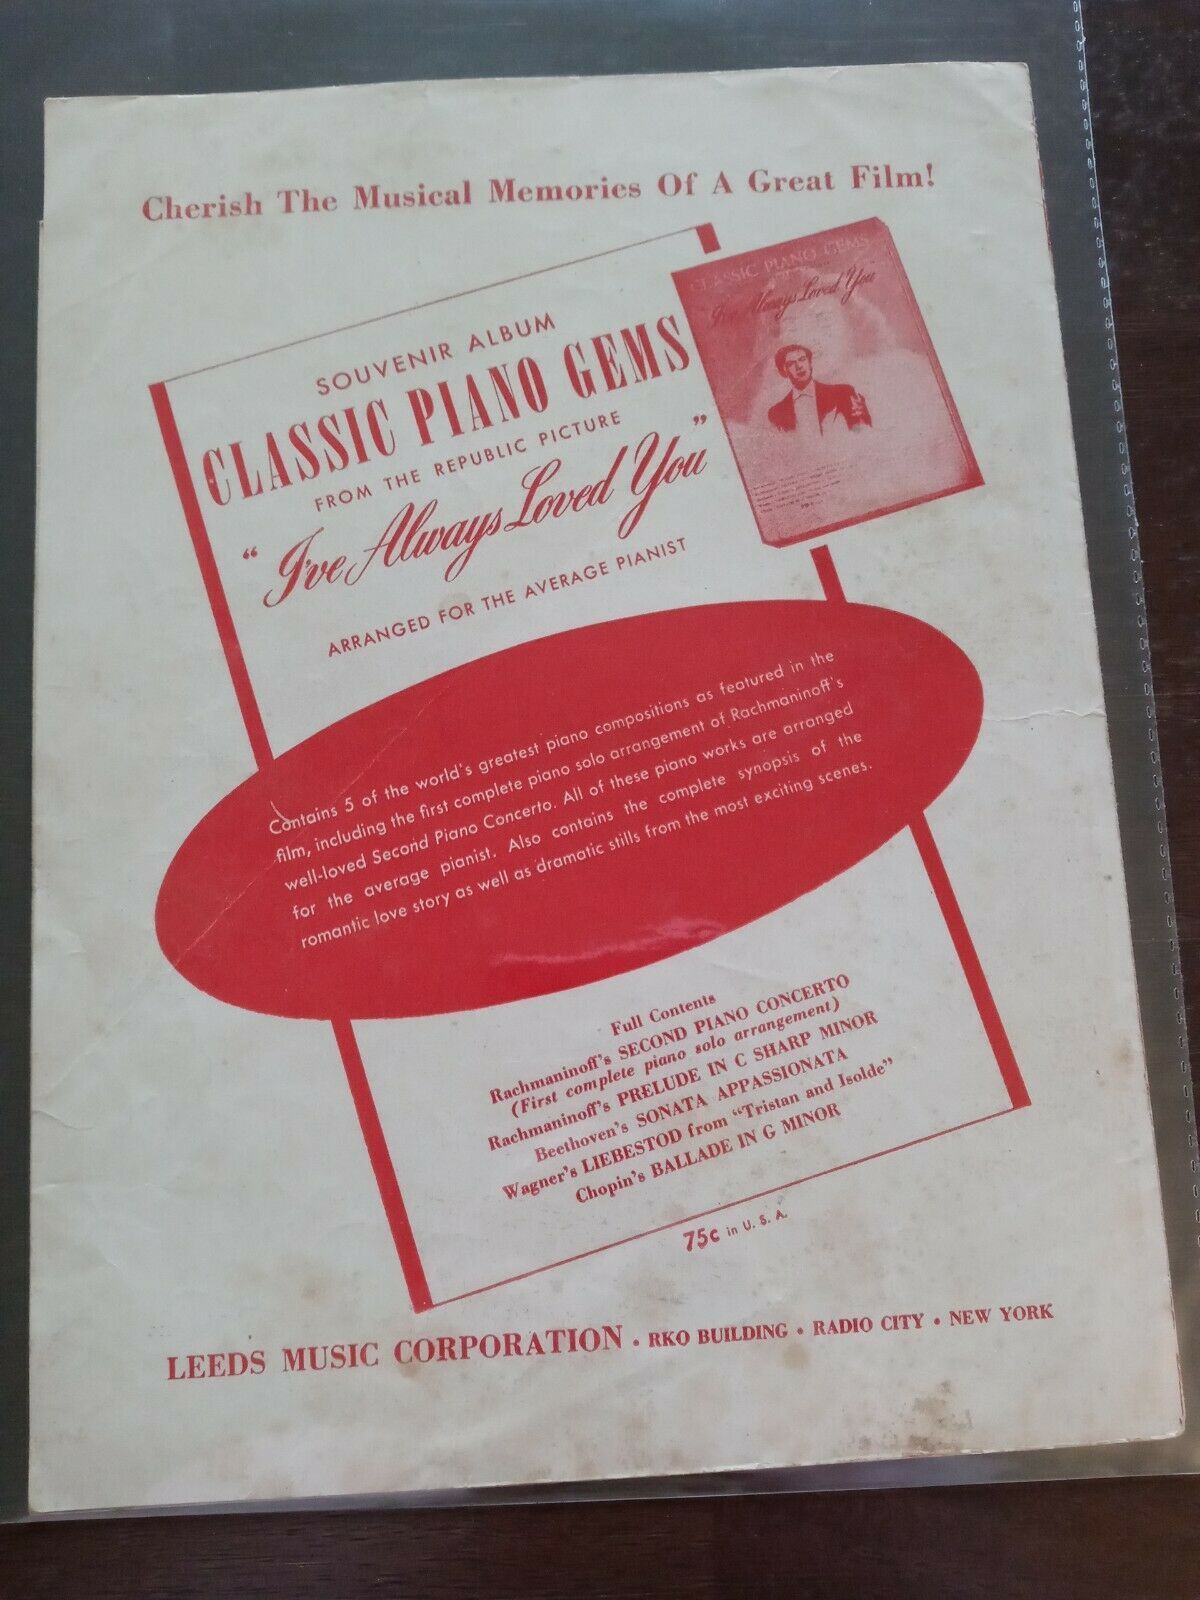 Cherish The Musical Memories Of A Great Film!
SOUVENIR ALBUM
CLASSIC PIANO GEMS
FROM THE REPUBLIC PICTURE
"I've Always Loved You"
ARRANGED FOR THE AVERAGE PIANIST
CLASSIC PIANO GEMS
"I've Always Loved You"
Contains 5 of the world's greatest piano compositions as featured in the
film, including the first complete piano solo arrangement of Rachmaninoff's
well-loved Second Piano Concerto. All of these piano works are arranged
for the average pianist. Also contains the complete synopsis of the
romantic love story as well as dramatic stills from the most exciting scenes.
Full Contents
Rachmaninoff's SECOND PIANO CONCERTO
(First complete piano solo arrangement)
Rachmaninoff's PRELUDE IN C SHARP MINOR
Beethoven's SONATA APPASSIONATA
Wagner's LIEBESTOD from "Tristan and Isolde"
Chopin's BALLADE IN G MINOR
75c in U. S. A.
LEEDS MUSIC CORPORATION • RKO BUILDING • RADIO CITY • NEW YORK